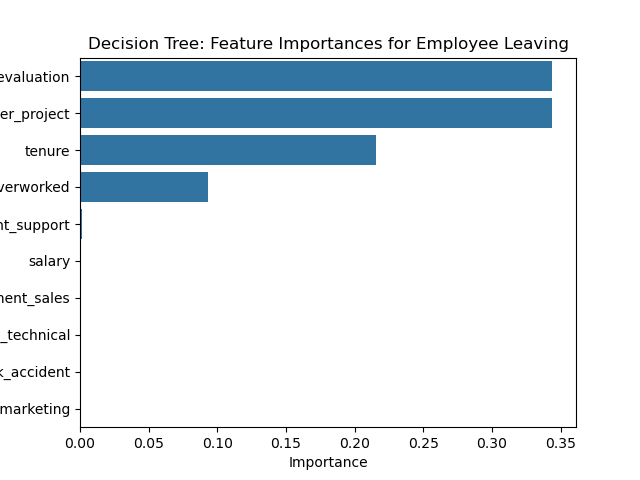 Decision Tree: Feature Importances for Employee Leaving
evaluation
er_project
tenure
verworked
nt_support
salary
nent_sales
_technical
k_accident
marketing
0.00 0.05 0.10 0.15 0.20 0.25 0.30 0.35
Importance